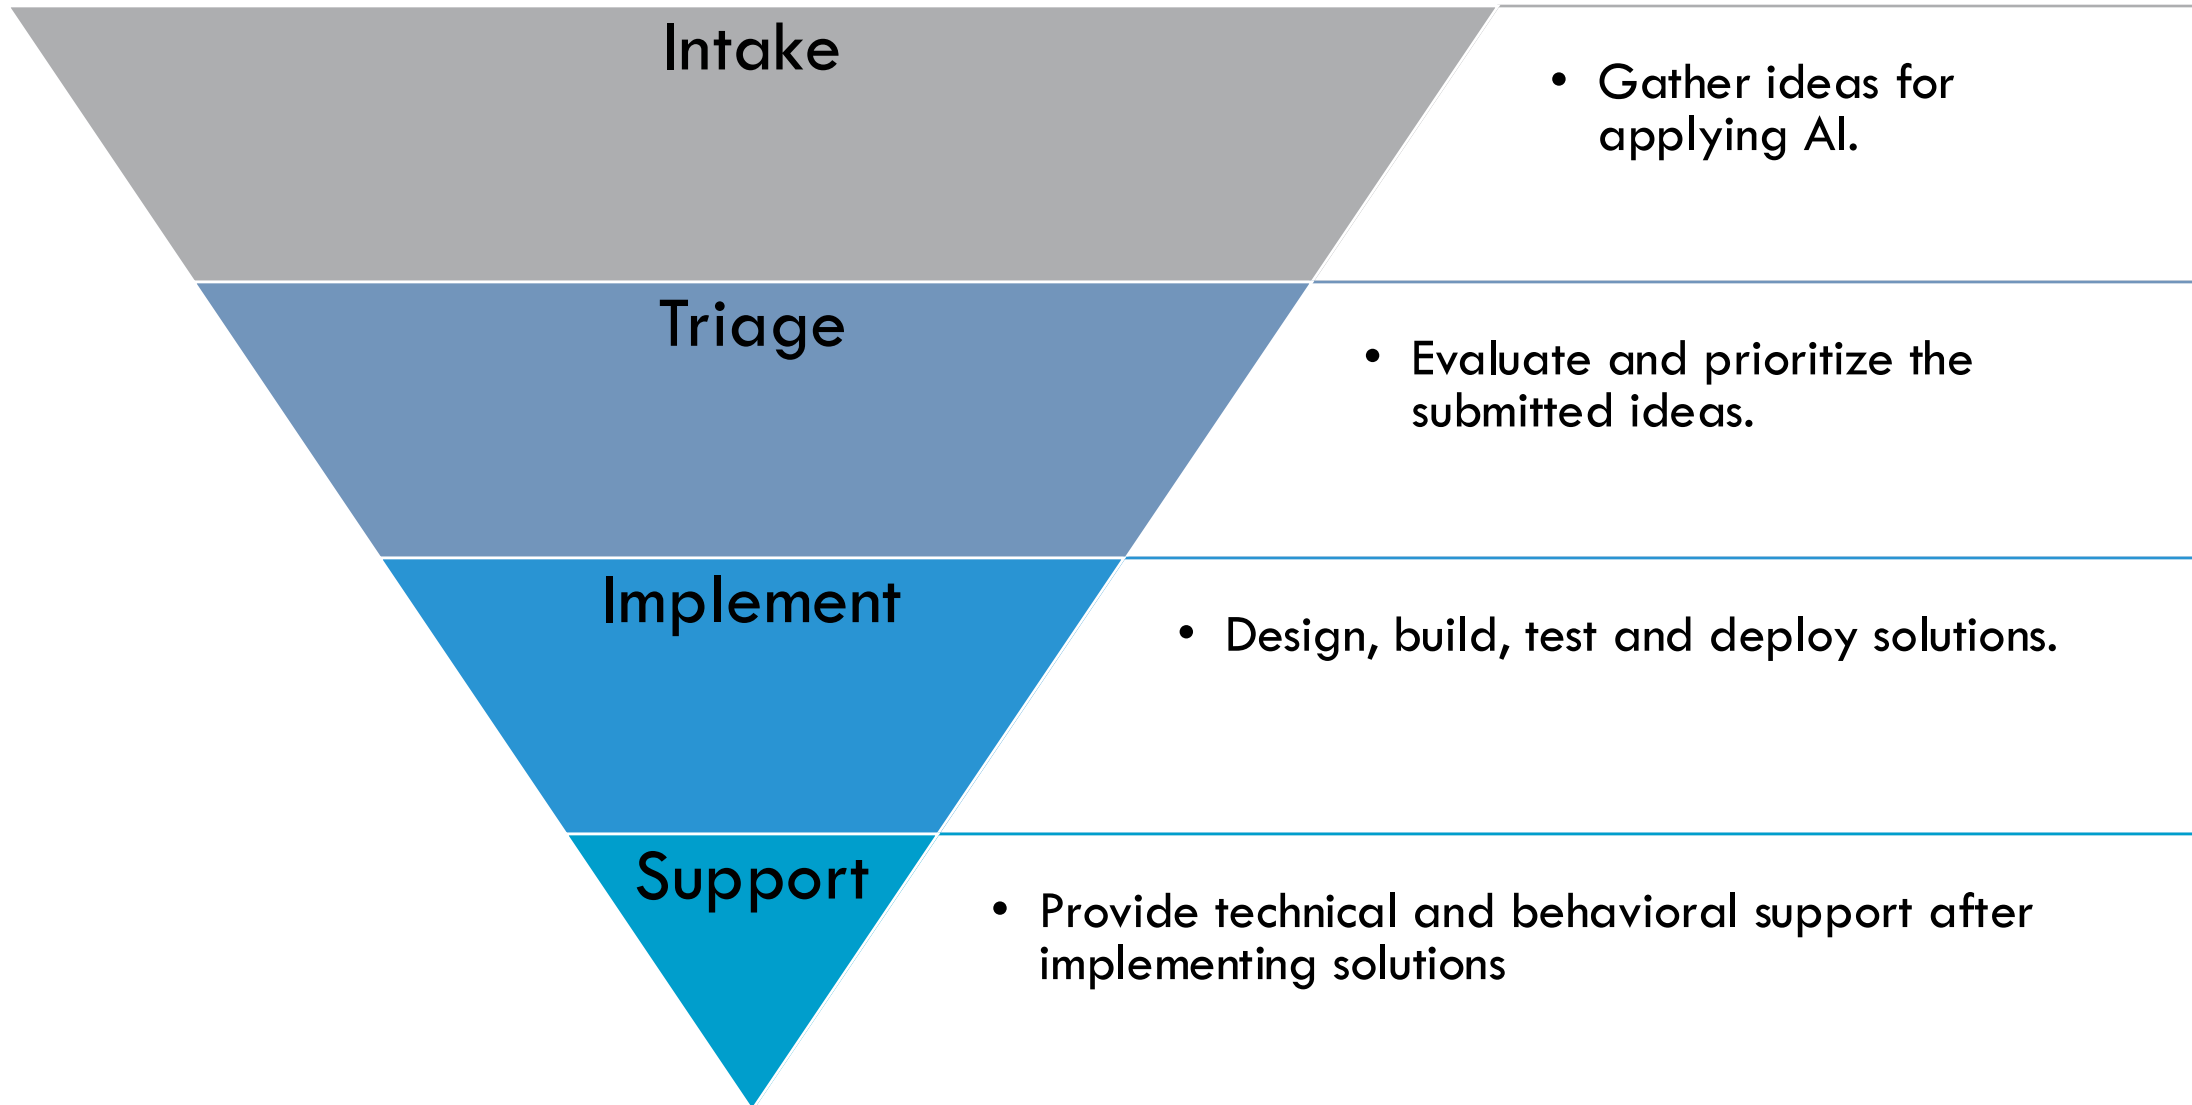 Intake
• Gather ideas for
applying AI.
Triage
• Evaluate and prioritize the
submitted ideas.
Implement
• Design, build, test and deploy solutions.
Support
• Provide technical and behavioral support after
implementing solutions